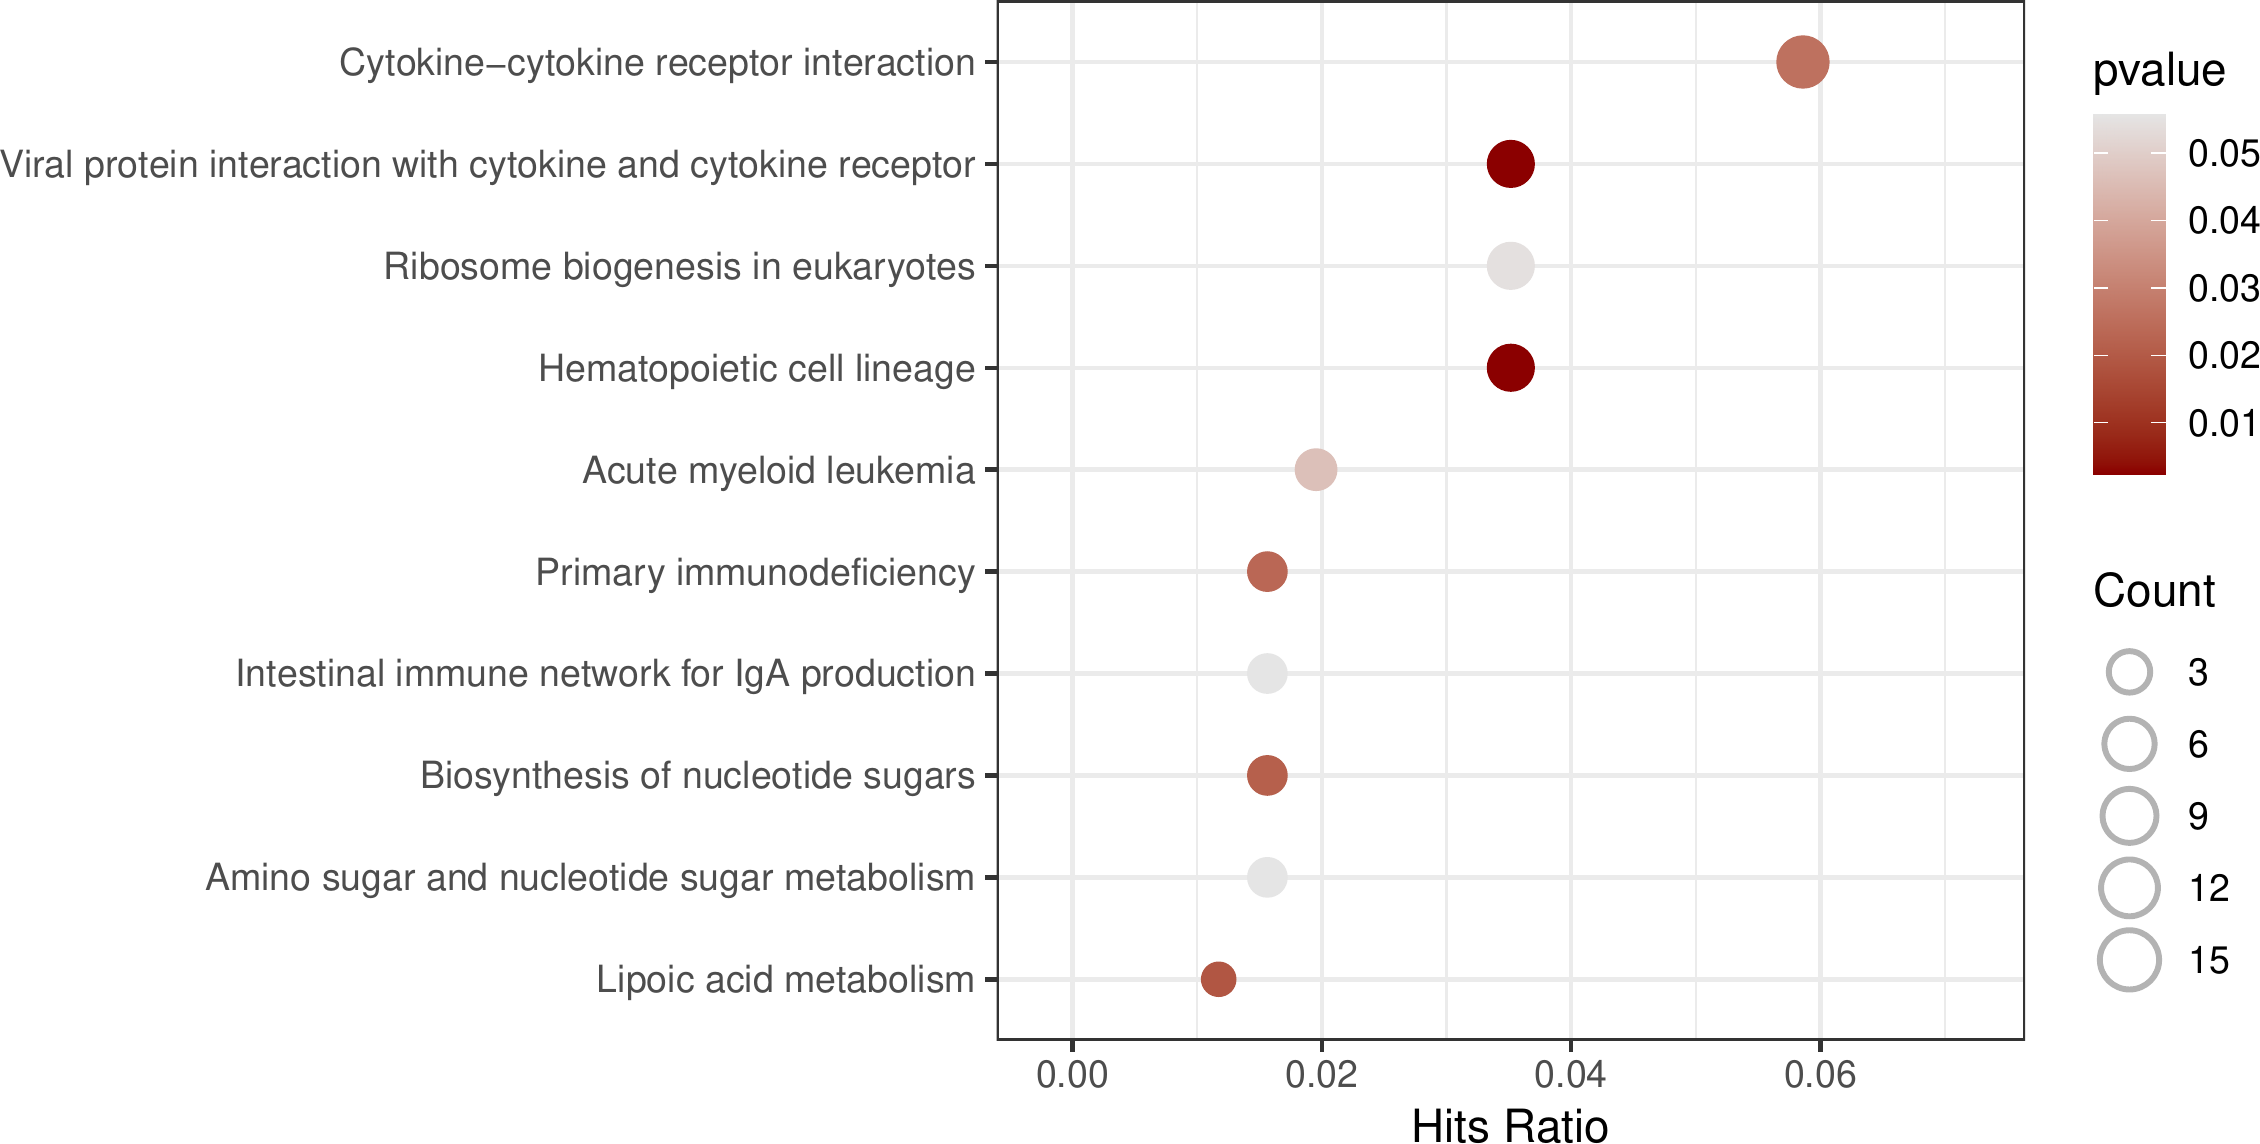 Cytokine−cytokine receptor interaction
Viral protein interaction with cytokine and cytokine receptor
Ribosome biogenesis in eukaryotes
Hematopoietic cell lineage
Acute myeloid leukemia
Primary immunodeficiency
Intestinal immune network for IgA production
Biosynthesis of nucleotide sugars
Amino sugar and nucleotide sugar metabolism
Lipoic acid metabolism
0.00 0.02 0.04 0.06
Hits Ratio
pvalue
0.05
0.04
0.03
0.02
0.01
Count
3
6
9
12
15